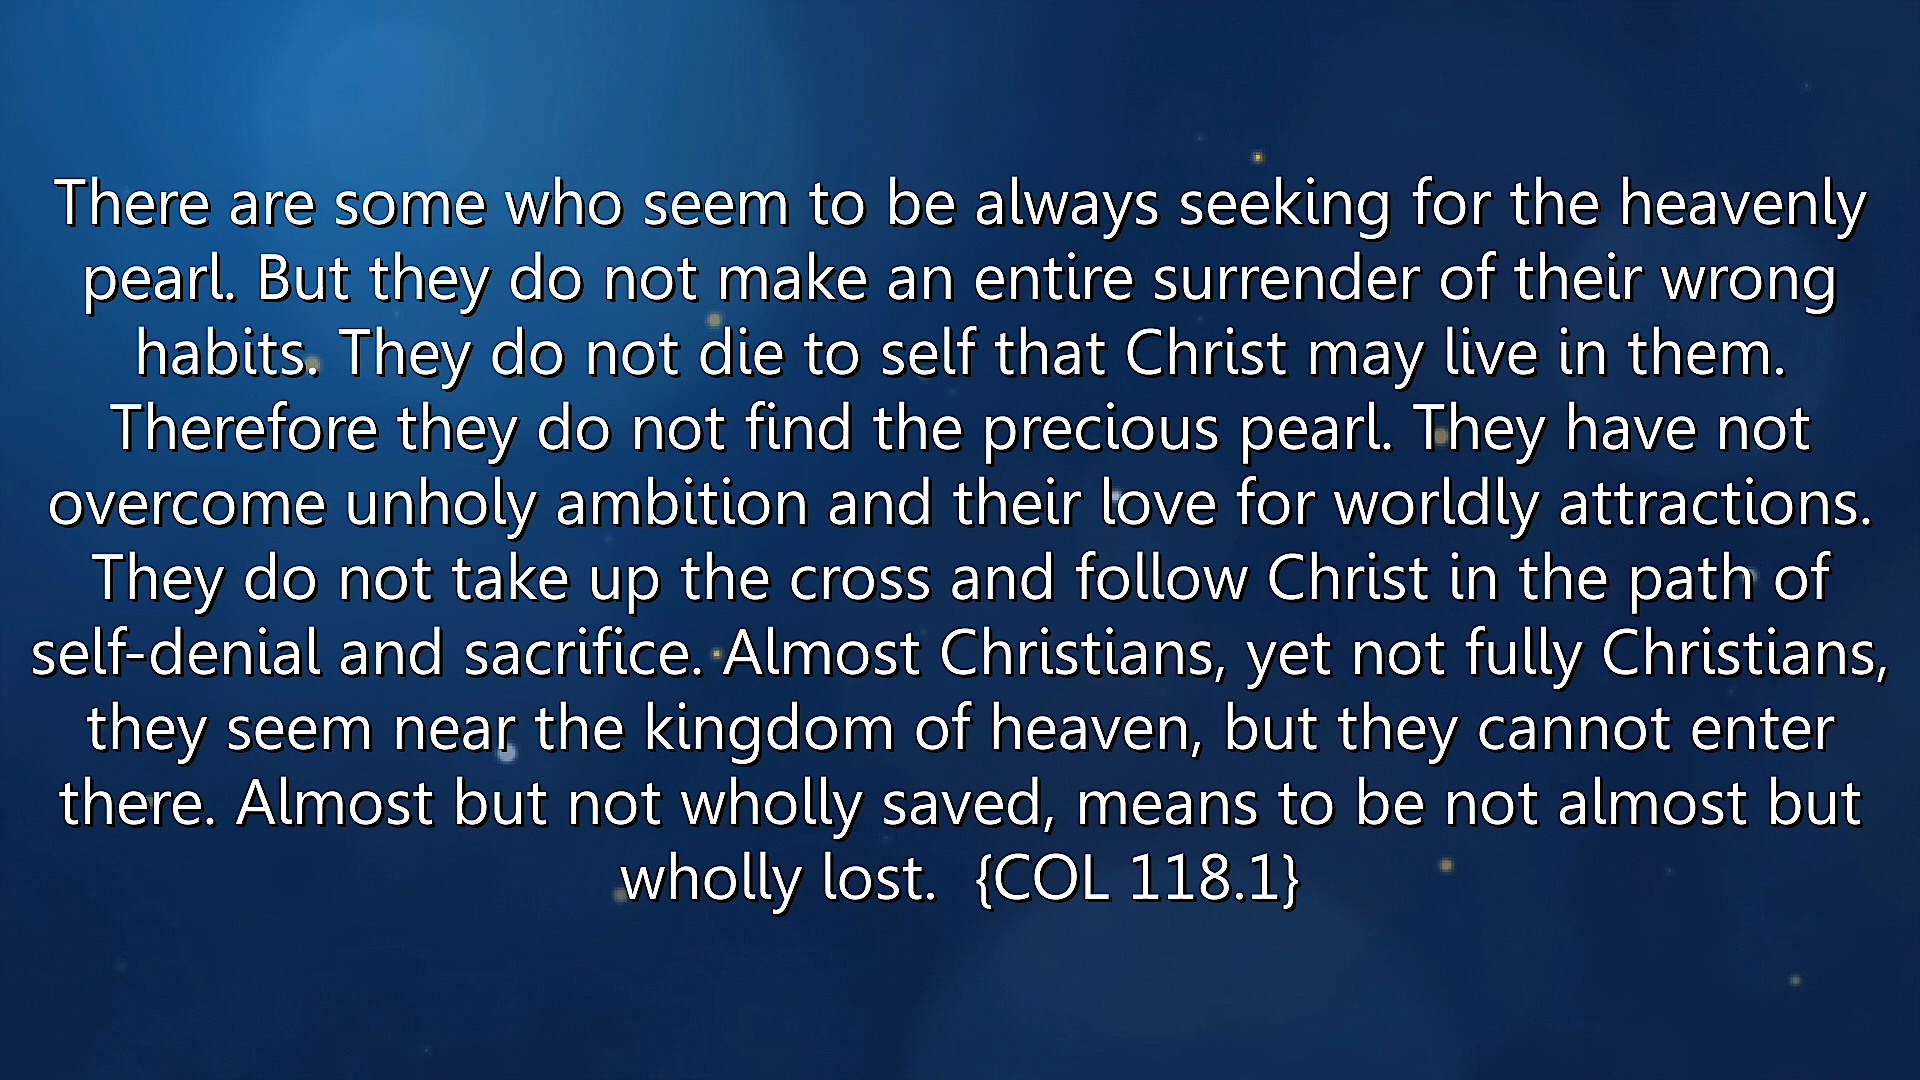 There are some who seem to be always seeking for the heavenly
pearl. But they do not make an entire surrender of their wrong
habits. They do not die to self that Christ may live in them.
Therefore they do not find the precious pearl. They have not
overcome unholy ambition and their love for worldly attractions.
They do not take up the cross and follow Christ in the path of
self-denial and sacrifice. Almost Christians, yet not fully Christians,
they seem near the kingdom of heaven, but they cannot enter
there. Almost but not wholly saved, means to be not almost but
wholly lost.  {COL 118.1}